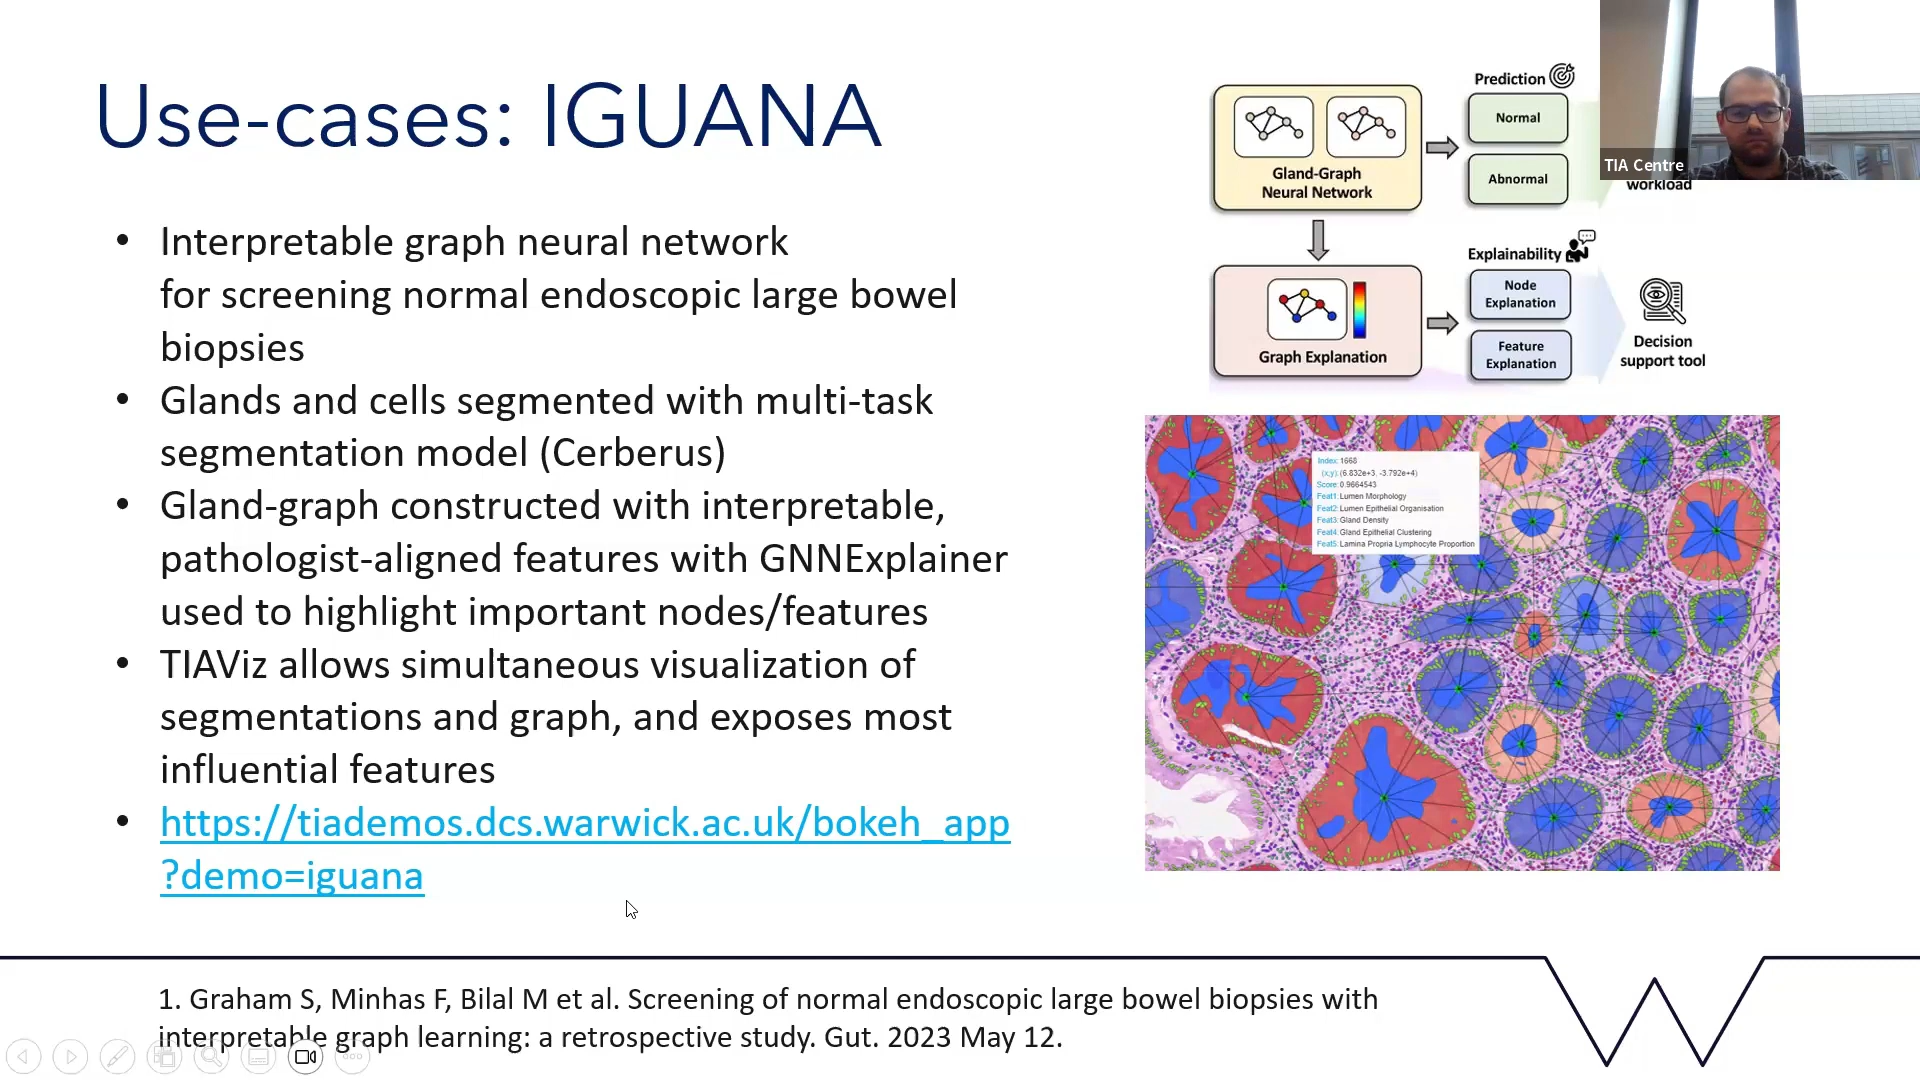 Use-cases: IGUANA
• Interpretable graph neural network
for screening normal endoscopic large bowel
biopsies
• Glands and cells segmented with multi-task
segmentation model (Cerberus)
• Gland-graph constructed with interpretable,
pathologist-aligned features with GNNExplainer
used to highlight important nodes/features
• TIAViz allows simultaneous visualization of
segmentations and graph, and exposes most
influential features
• https://tiademos.dcs.warwick.ac.uk/bokeh_app
?demo=iguana
Gland-Graph
Neural Network
Prediction
Normal
Abnormal
workload
TIA Centre
Graph Explanation
Explainability
Node
Explanation
Feature
Explanation
Decision
support tool
Index: 1668
(x,y): (6.832e+3, -3.792e+4)
Score: 0.9664543
Feat1: Lumen Morphology
Feat2: Lumen Epithelial Organisation
Feat3: Gland Density
Feat4: Gland Epithelial Clustering
Feat5: Lamina Propria Lymphocyte Proportion
1. Graham S, Minhas F, Bilal M et al. Screening of normal endoscopic large bowel biopsies with
interpretable graph learning: a retrospective study. Gut. 2023 May 12.